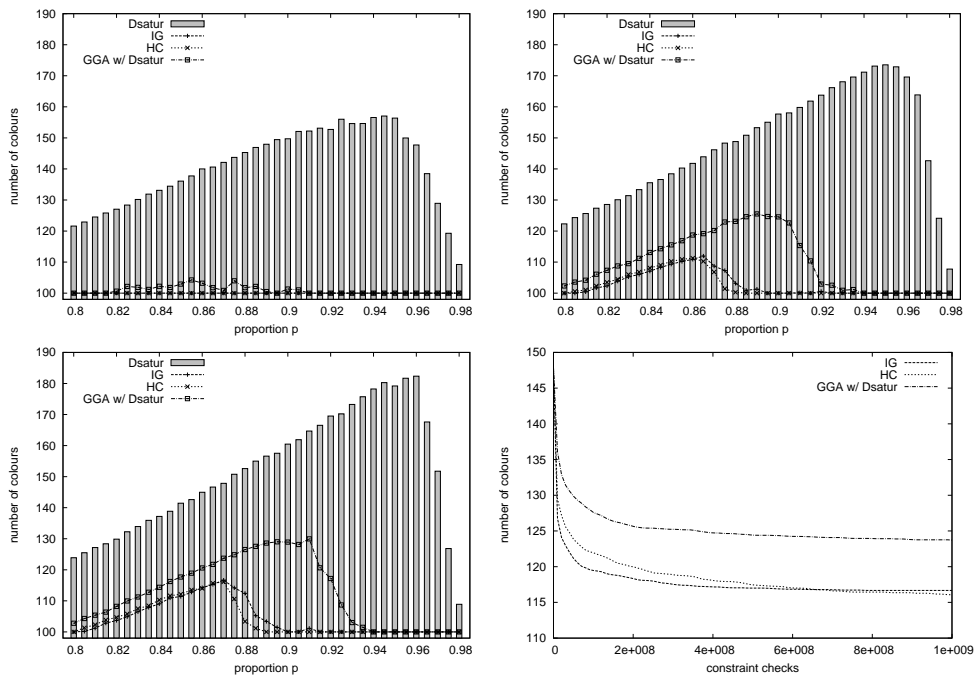 190
180
170
160
150
140
130
120
110
100
number of colours
Dsatur
IG
HC
GGA w/ Dsatur
0.8 0.82 0.84 0.86 0.88 0.9 0.92 0.94 0.96 0.98
proportion p
190
180
170
160
150
140
130
120
110
100
number of colours
Dsatur
IG
HC
GGA w/ Dsatur
0.8 0.82 0.84 0.86 0.88 0.9 0.92 0.94 0.96 0.98
proportion p
190
180
170
160
150
140
130
120
110
100
number of colours
Dsatur
IG
HC
GGA w/ Dsatur
0.8 0.82 0.84 0.86 0.88 0.9 0.92 0.94 0.96 0.98
proportion p
150
145
140
135
130
125
120
115
110
number of colours
IG
HC
GGA w/ Dsatur
0 2e+008 4e+008 6e+008 8e+008 1e+009
constraint checks